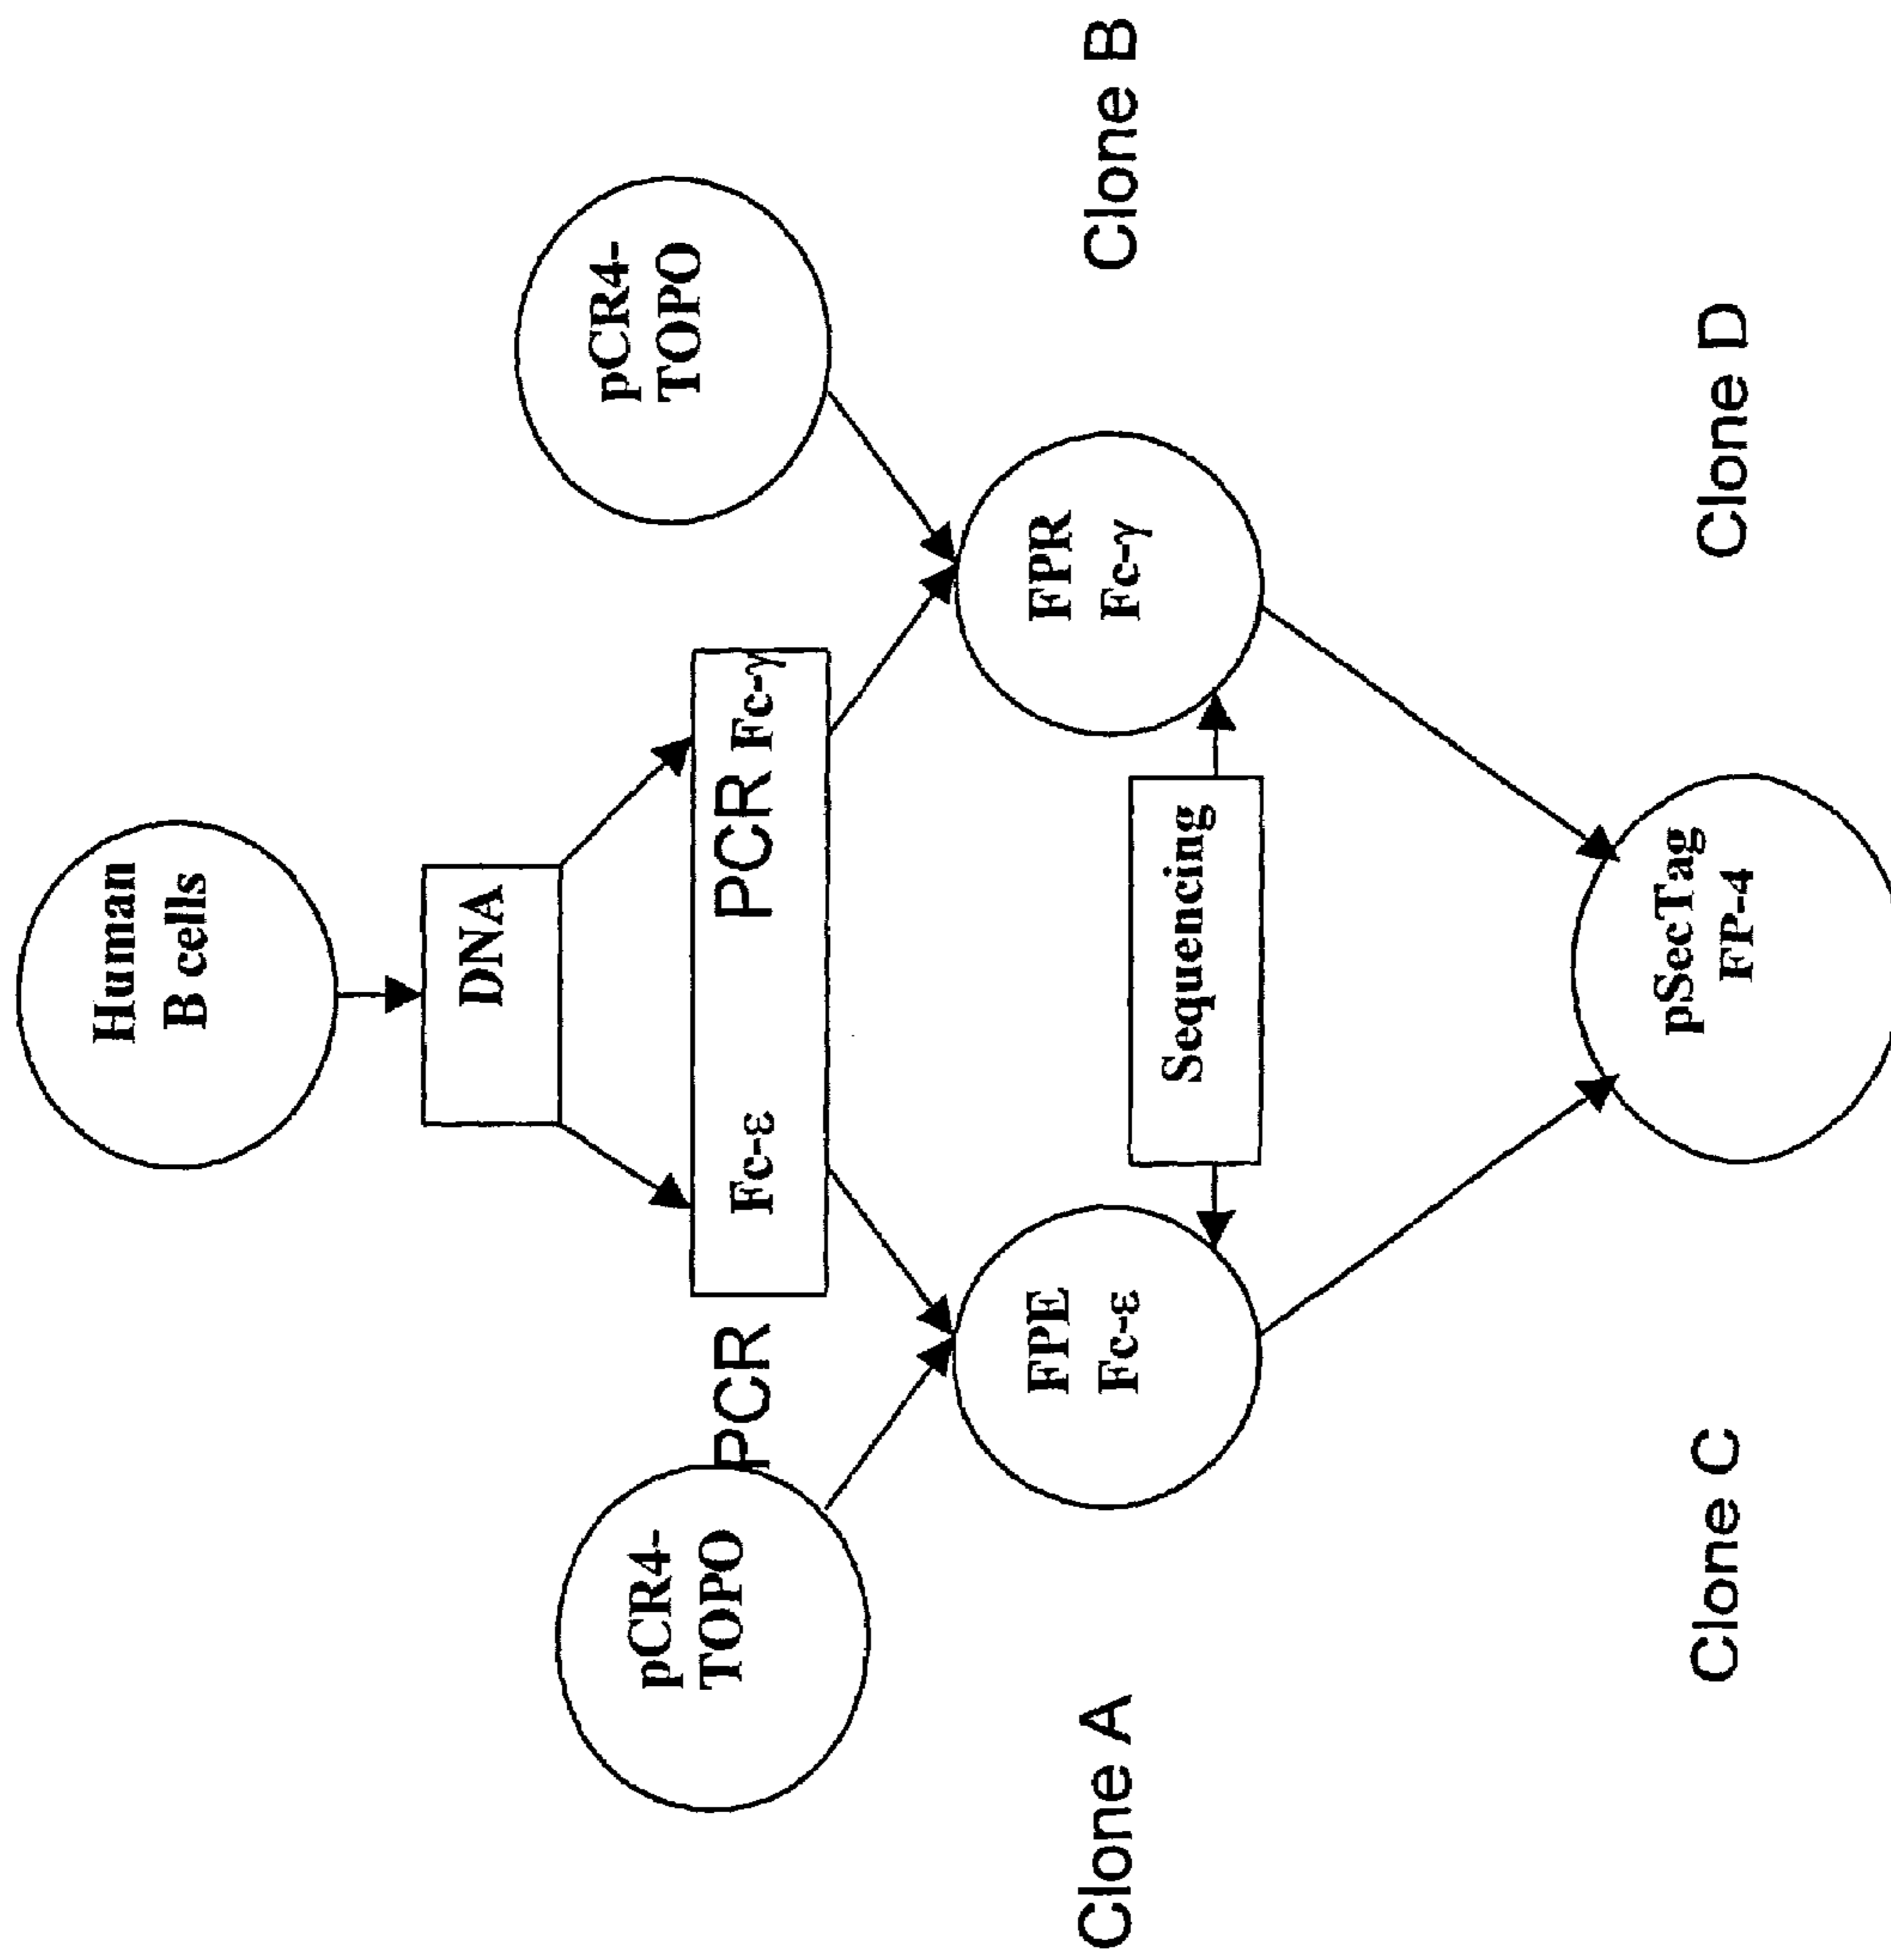 Human
B cells
DNA
pCR4-
TOPO
pCR4-
TOPO
PCR Fc-ε PCR Fc-γ
Clone A
FPE
Fc-ε
Sequencing
FPR
Fc-γ
Clone B
Clone C
pSecTag
FP-4
Clone D